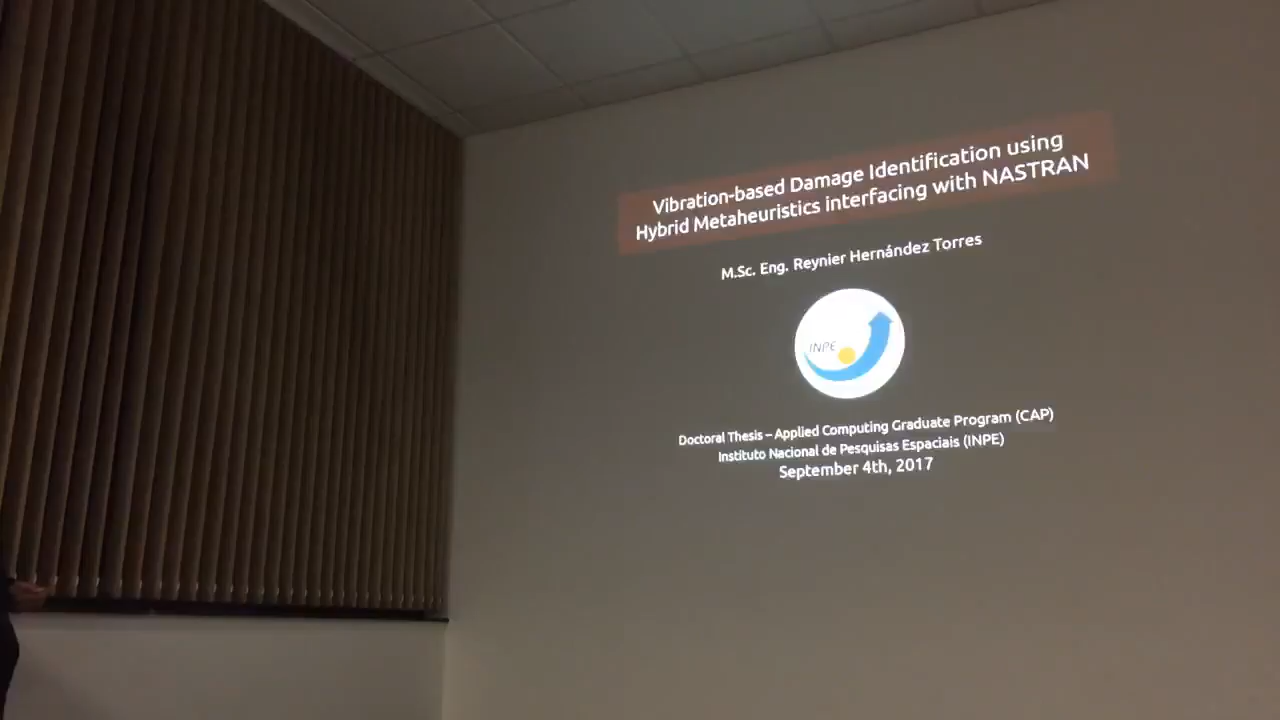 Vibration-based Damage Identification using
Hybrid Metaheuristics interfacing with NASTRAN
M.Sc. Eng. Reynier Hernández Torres
INPE
Doctoral Thesis – Applied Computing Graduate Program (CAP)
Instituto Nacional de Pesquisas Espaciais (INPE)
September 4th, 2017